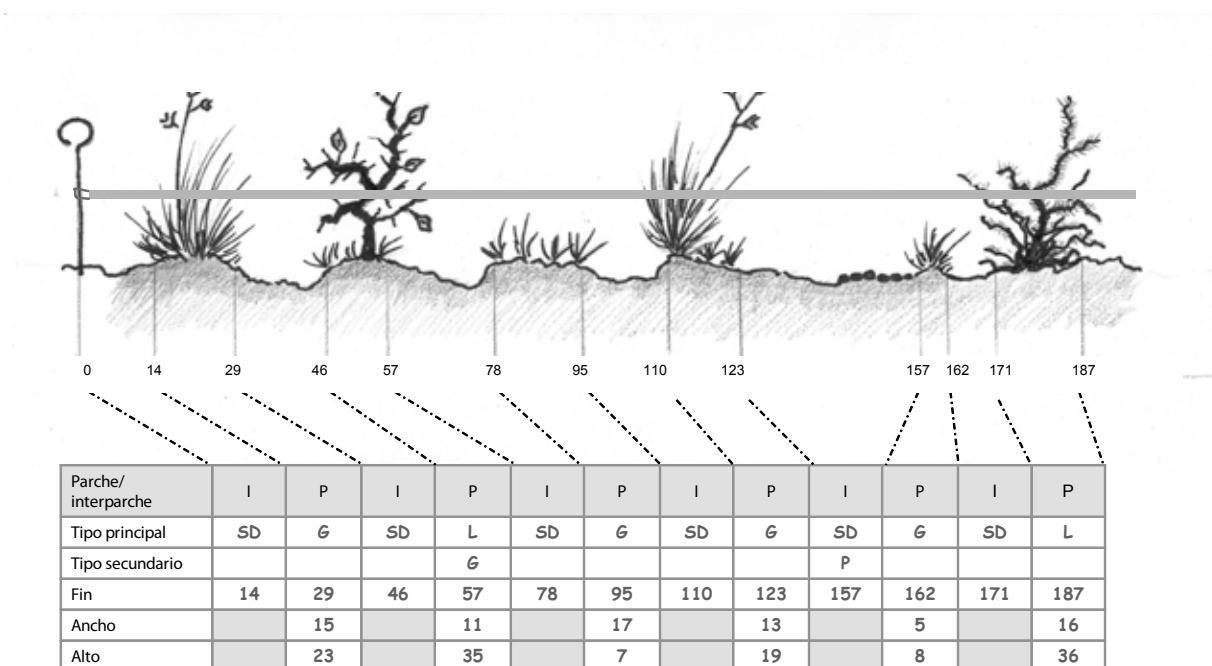 0 14 29 46 57 78 95 110 123 157 162 171 187
Parche/
interparche I P I P I P I P I P I P
Tipo principal SD G SD L SD G SD G SD G SD L
Tipo secundario G P
Fin 14 29 46 57 78 95 110 123 157 162 171 187
Ancho 15 11 17 13 5 16
Alto 23 35 7 19 8 36